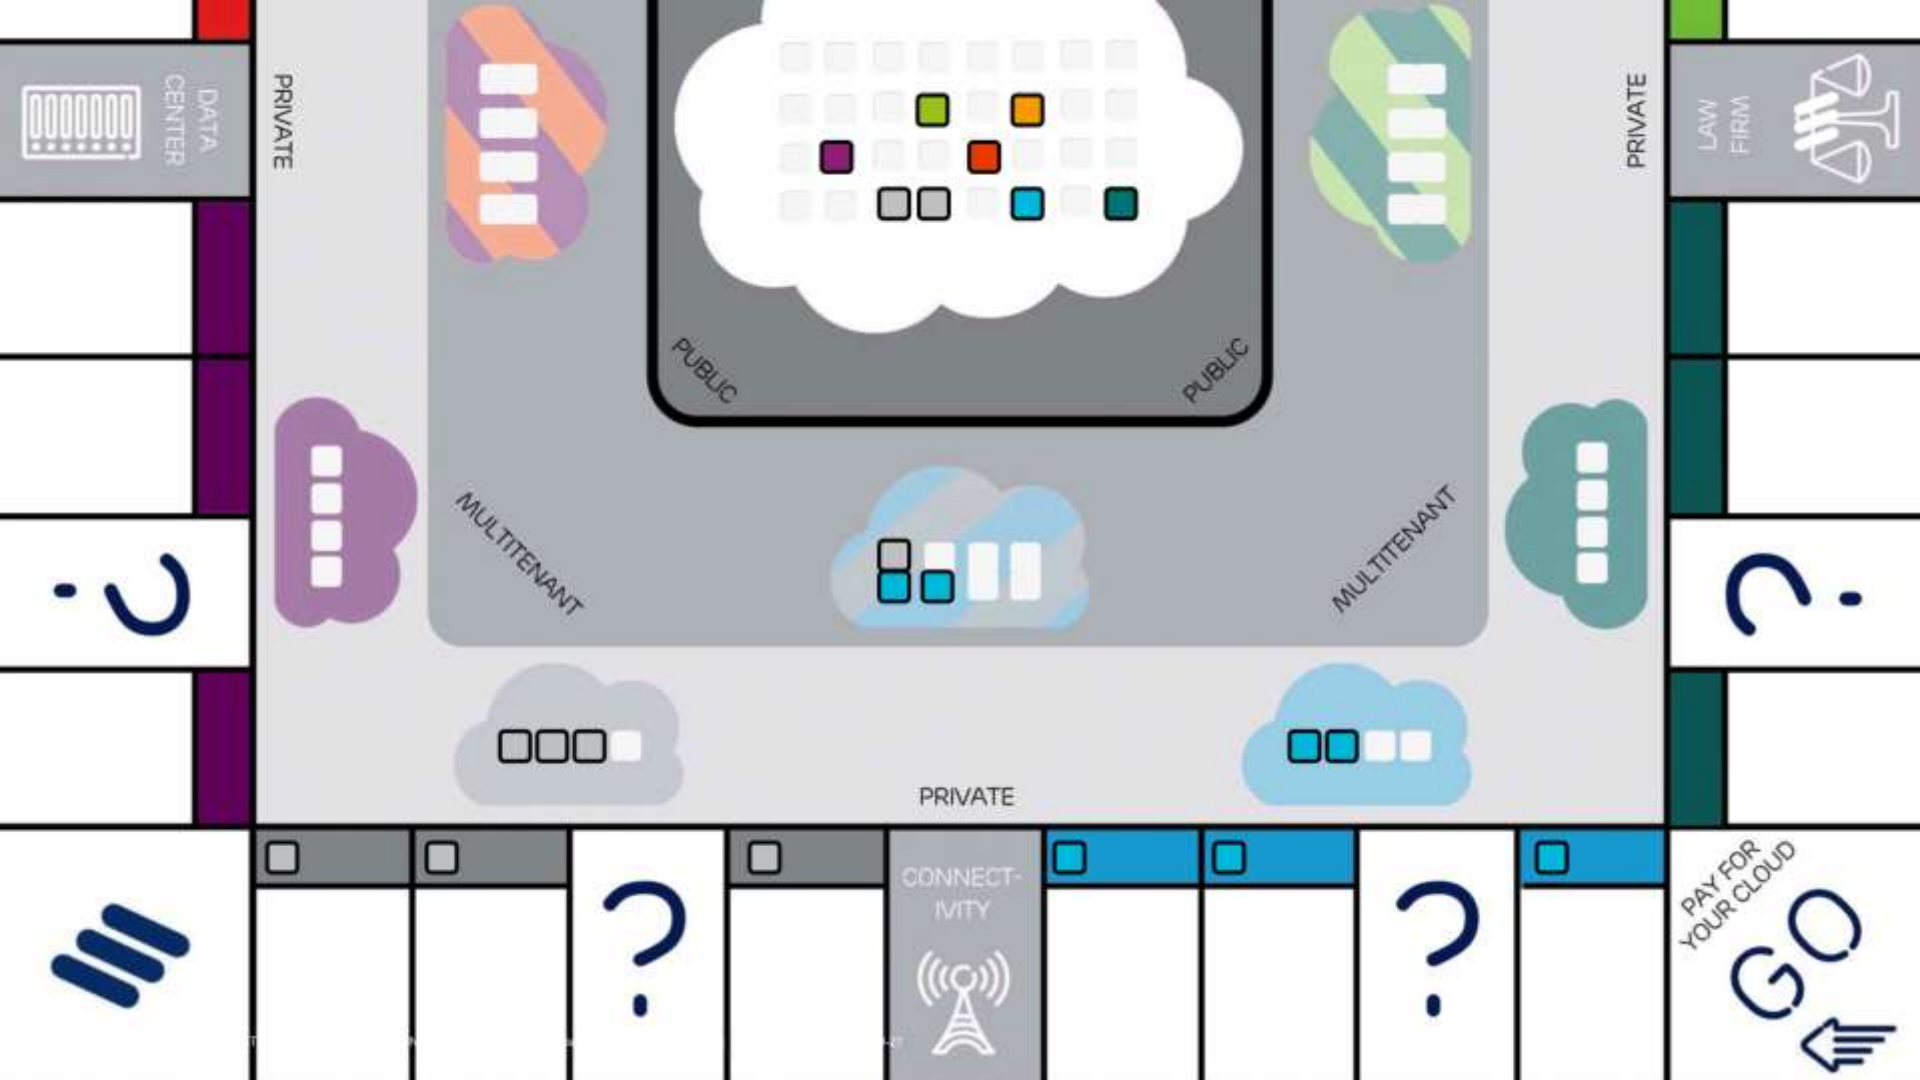 DATA
CENTER
PRIVATE
PRIVATE
LAW
FIRM
PUBLIC
PUBLIC
MULTITENANT
MULTITENANT
?
?
PRIVATE
?
CONNECT-
IVITY
?
PAY FOR
YOUR CLOUD
GO